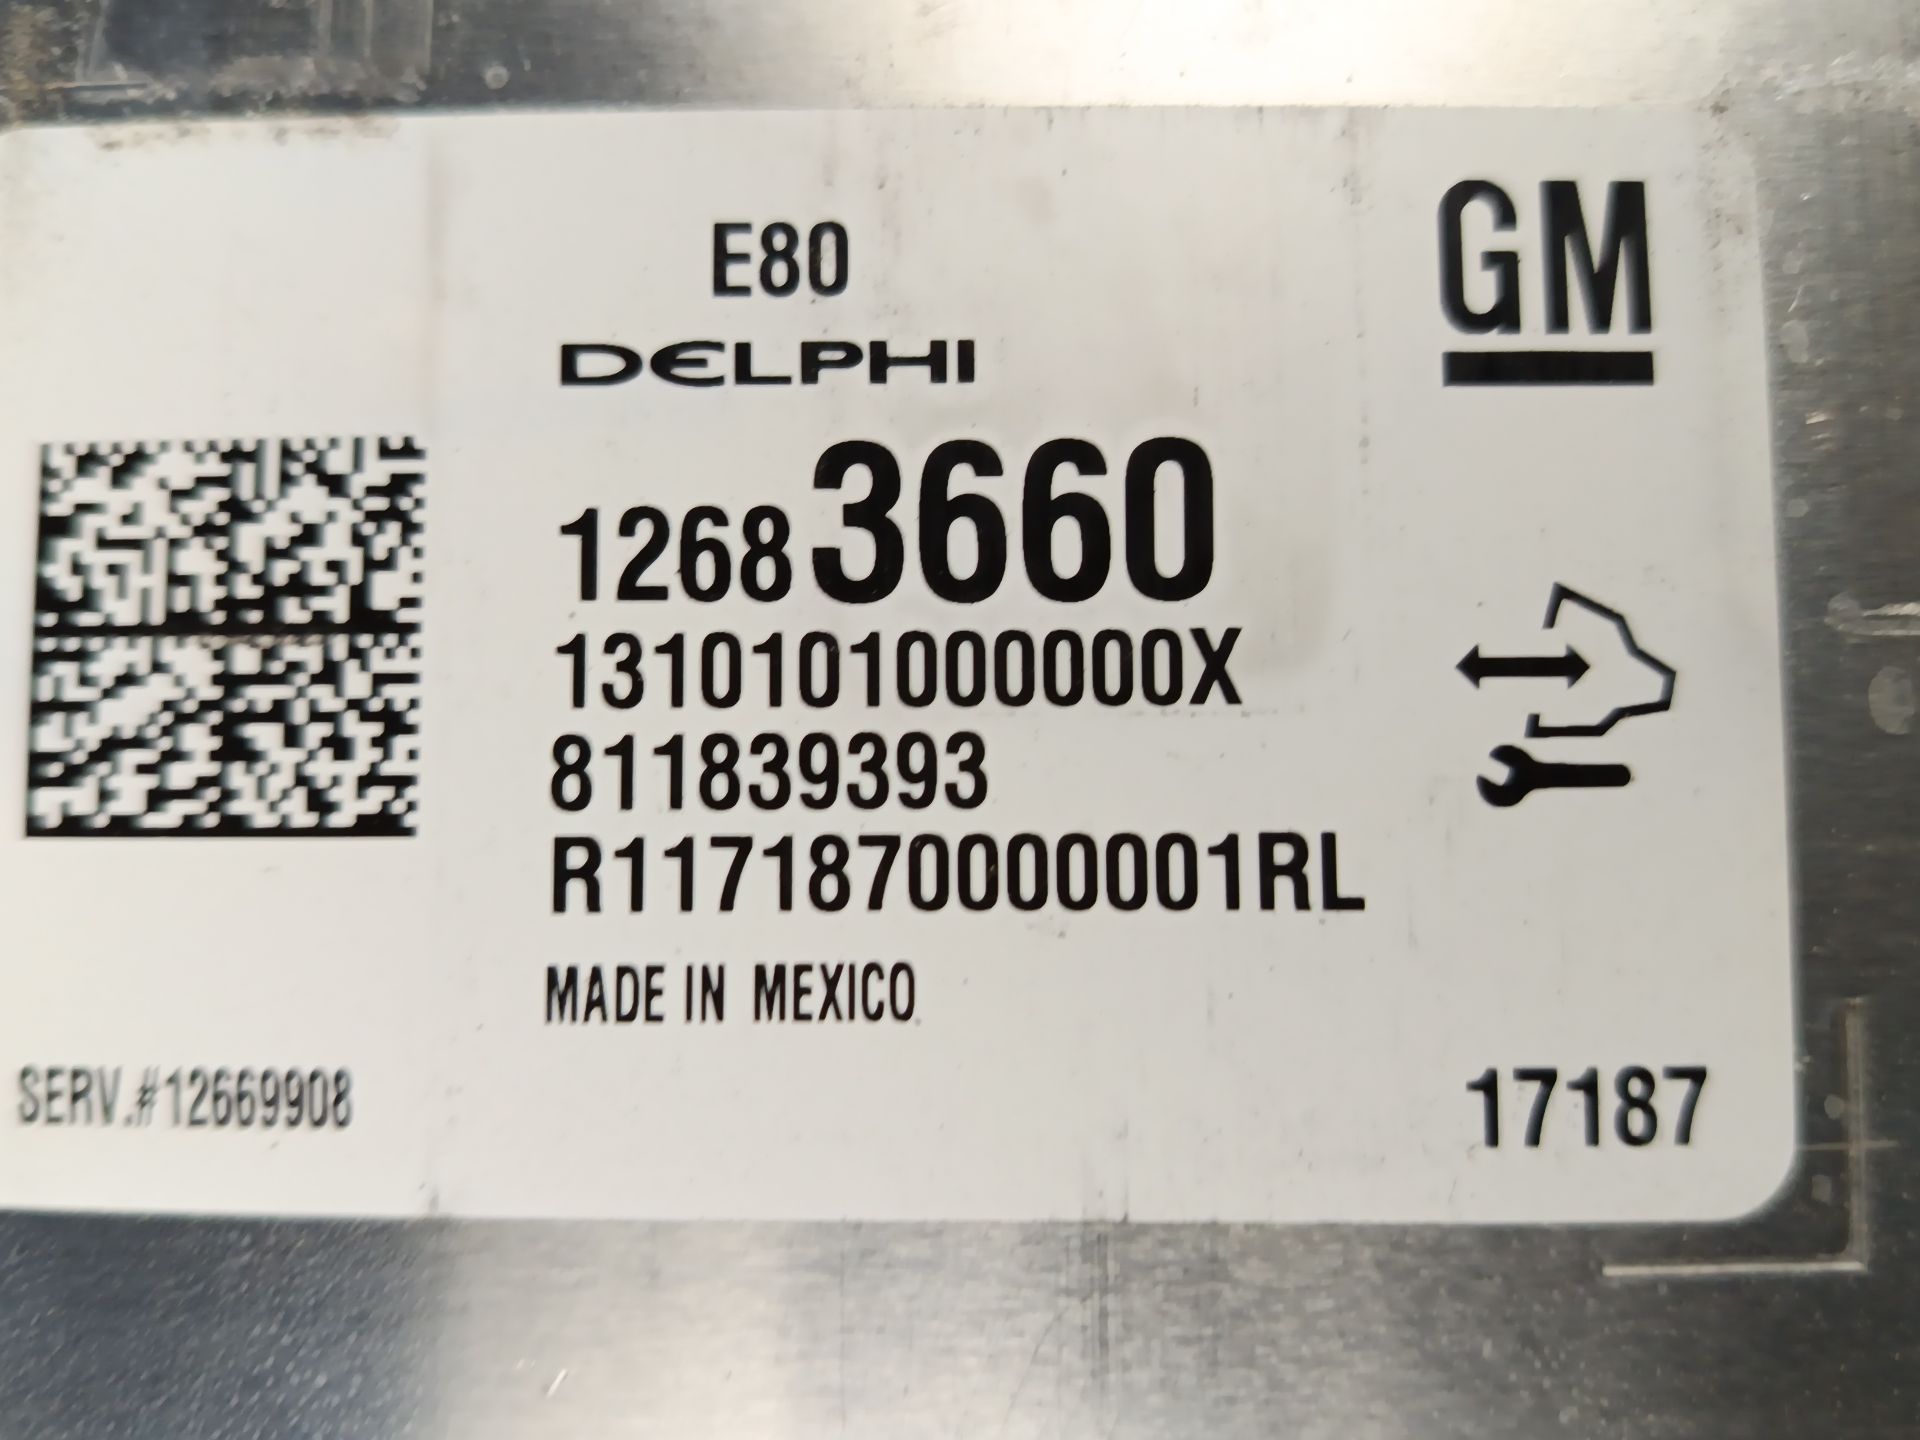 E80
GM
DELPHI
12683660
1310101000000X
811839393
R1171870000001RL
MADE IN MEXICO
SERV.#12669908
17187